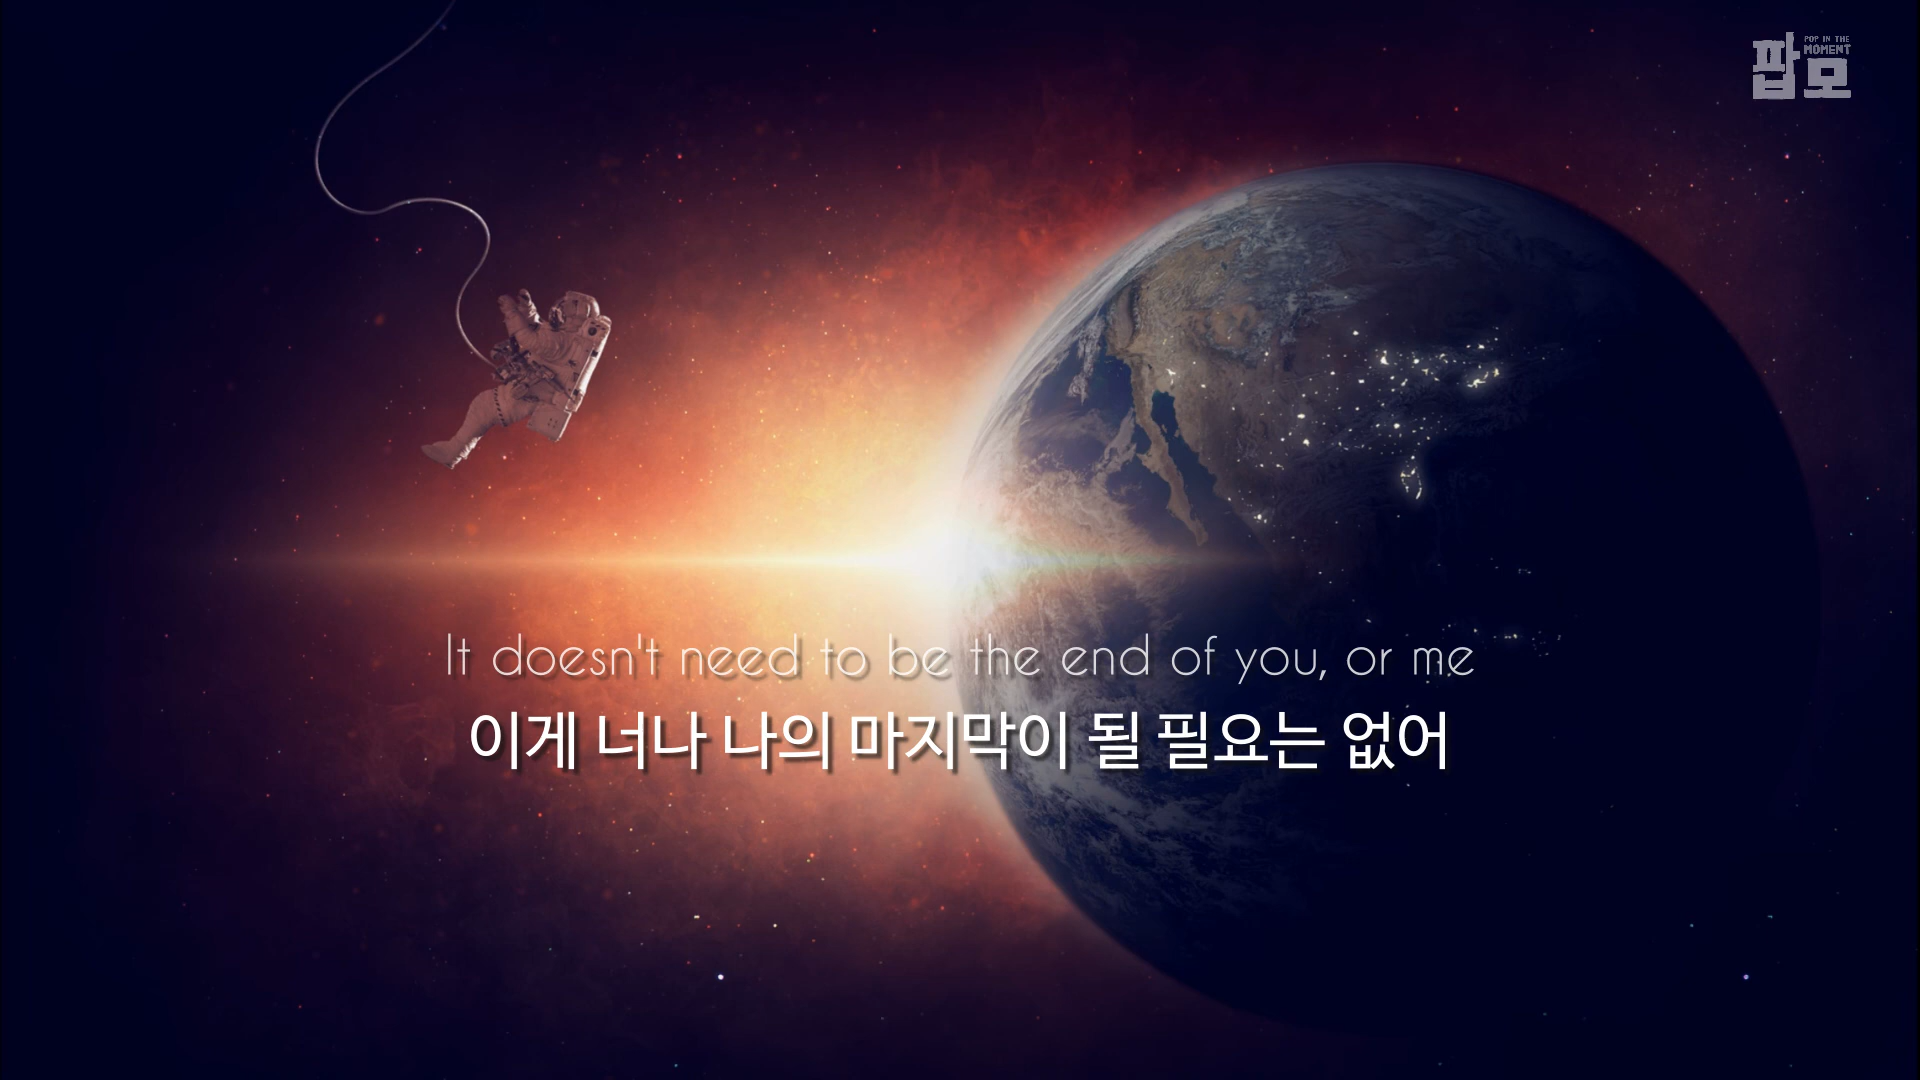 POP IN THE
MOMENT
팝모
It doesn't need to be the end of you, or me
이게 너나 나의 마지막이 될 필요는 없어